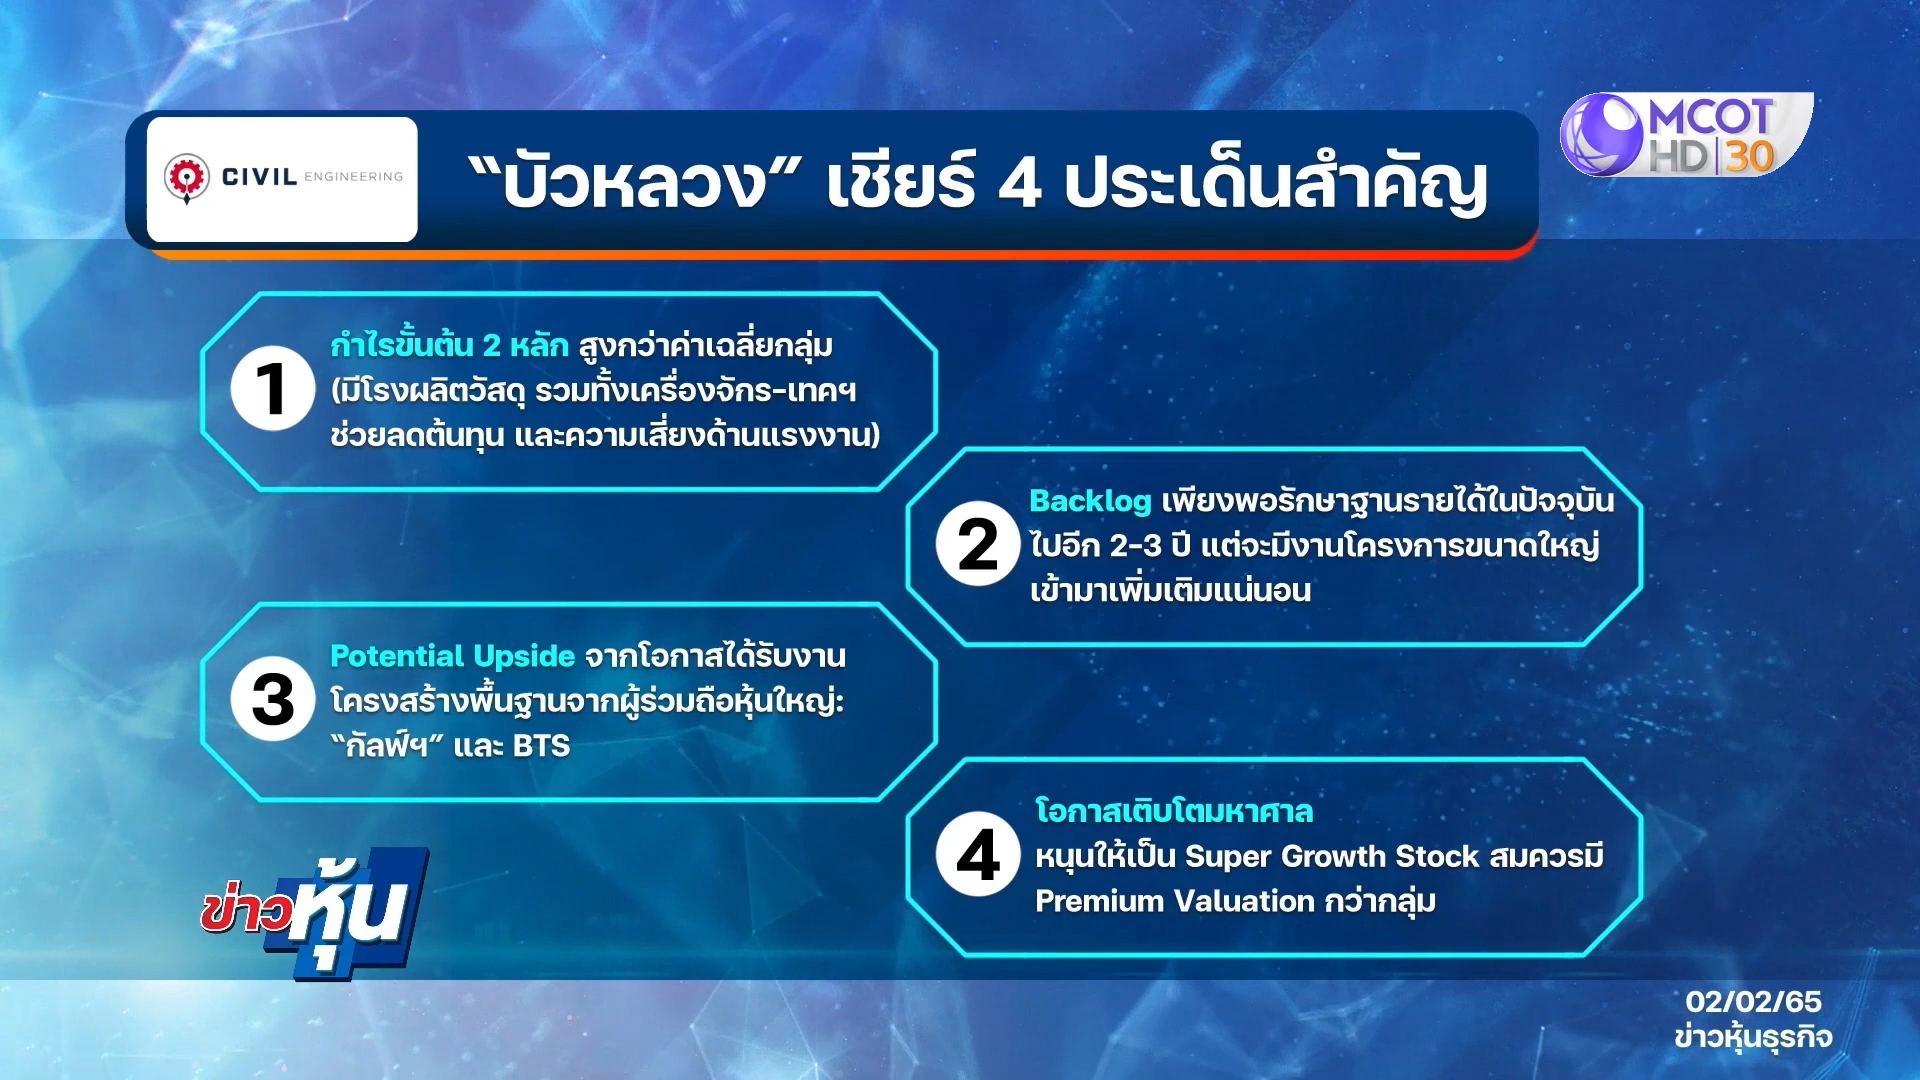 CIVIL ENGINEERING
“บัวหลวง” เชียร์ 4 ประเด็นสำคัญ
MCOT
HD 30
1
กำไรขั้นต้น 2 หลัก สูงกว่าค่าเฉลี่ยกลุ่ม
(มีโรงผลิตวัสดุ รวมทั้งเครื่องจักร-เทคฯ
ช่วยลดต้นทุน และความเสี่ยงด้านแรงงาน)
2
Backlog เพียงพอรักษาฐานรายได้ในปัจจุบัน
ไปอีก 2-3 ปี แต่จะมีงานโครงการขนาดใหญ่
เข้ามาเพิ่มเติมแน่นอน
3
Potential Upside จากโอกาสได้รับงาน
โครงสร้างพื้นฐานจากผู้ร่วมถือหุ้นใหญ่:
“กัลฟ์ฯ” และ BTS
4
โอกาสเติบโตมหาศาล
หนุนให้เป็น Super Growth Stock สมควรมี
Premium Valuation กว่ากลุ่ม
ข่าวหุ้น
02/02/65
ข่าวหุ้นธุรกิจ